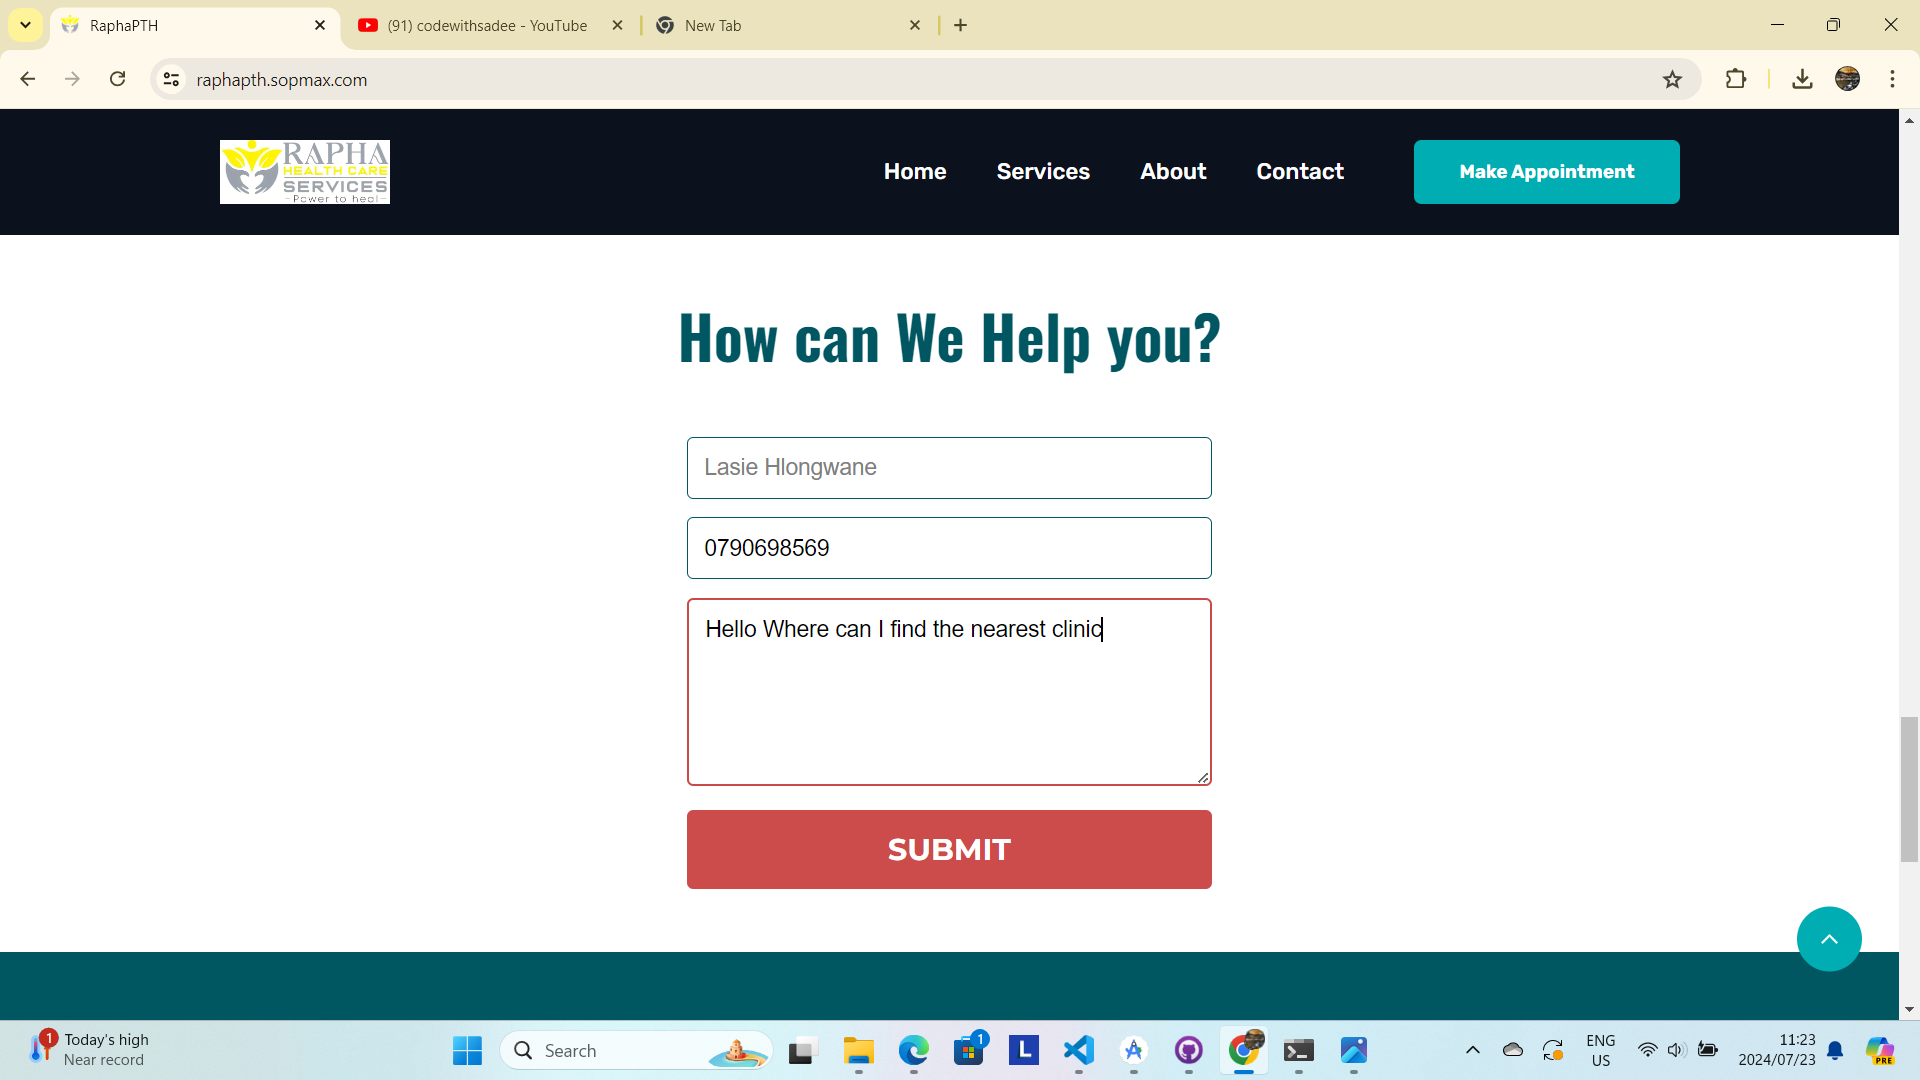 RaphaPTH
(91) codewithsadee - YouTube
New Tab
raphapth.sopmax.com
RAPHA
HEALTH CARE
SERVICES
-Power to heal-
Home
Services
About
Contact
Make Appointment
How can We Help you?
Lasie Hlongwane
0790698569
Hello Where can I find the nearest clinic
SUBMIT
1
Today's high
Near record
Search
1
L
PRE
ENG
US
11:23
2024/07/23